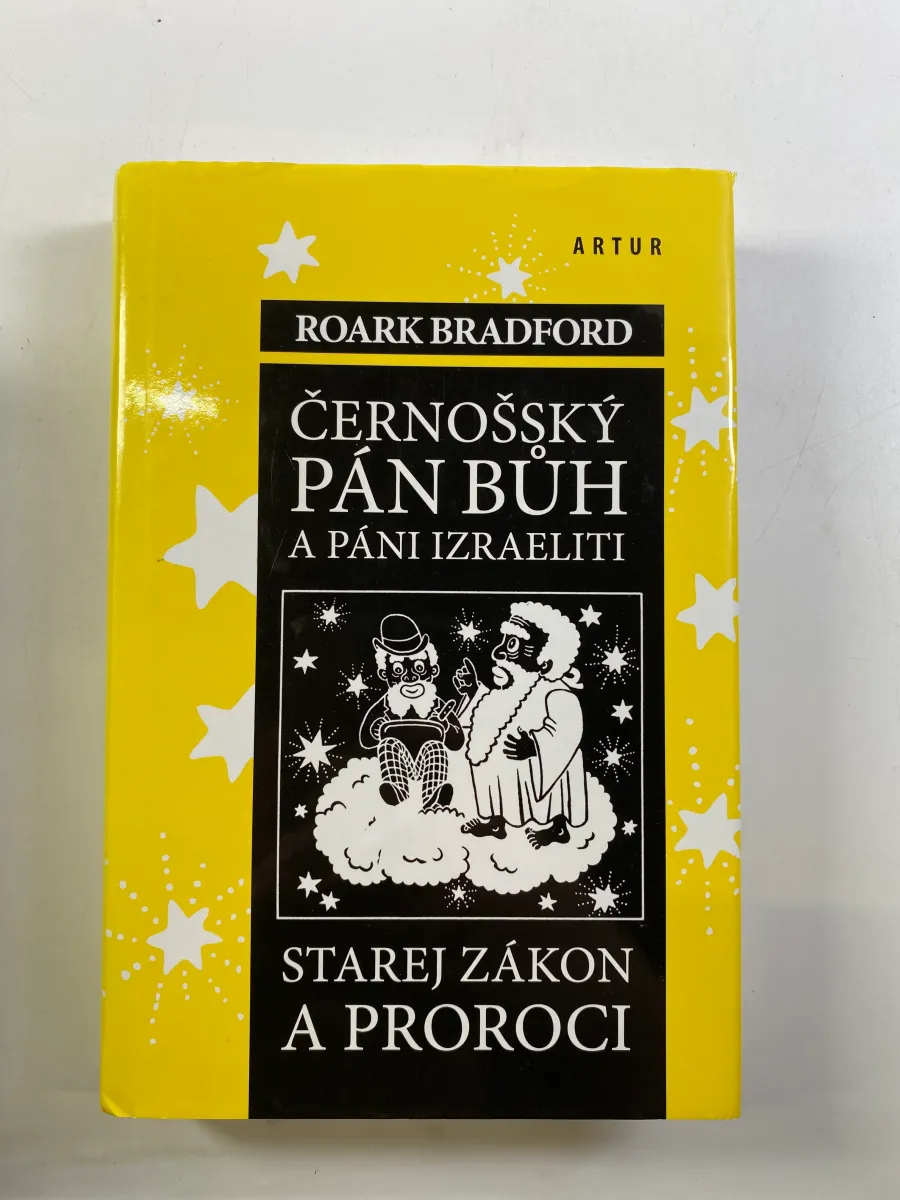 ARTUR
ROARK BRADFORD
ČERNOŠSKÝ
PÁN BŮH
A PÁNI IZRAELITI
STAREJ ZÁKON
A PROROCI